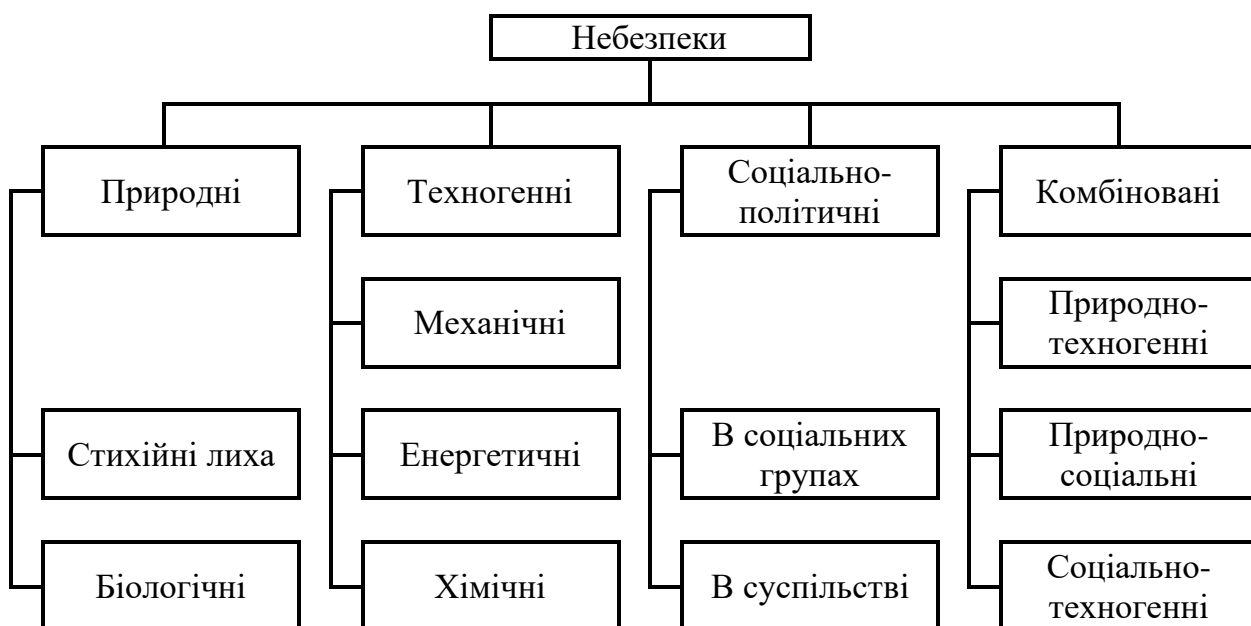 Небезпеки
Природні
Техногенні
Соціально-
політичні
Комбіновані
Механічні
Природно-
техногенні
Стихійні лиха
Енергетичні
В соціальних
групах
Природно-
соціальні
Біологічні
Хімічні
В суспільстві
Соціально-
техногенні